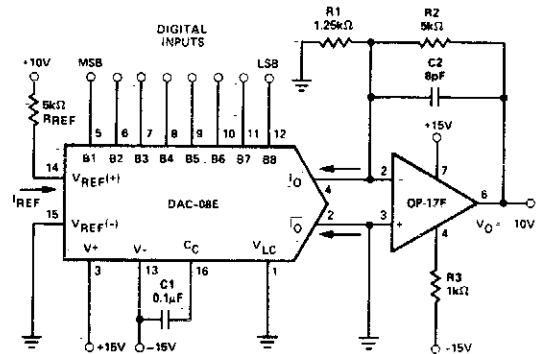 R1
1.25kΩ
R2
5kΩ
C2
8pF
DIGITAL
INPUTS
+10V
MSB
LSB
5kΩ
RREF
5
6
7
8
9
10
11
12
B1
B2
B3
B4
B5
B6
B7
B8
+15V
14
VREF(+)
IO
4
2
−
7
IREF
DAC-08E
OP-17F
6
15
VREF(-)
IO
2
3
+
4
VO=
10V
V+
V-
CC
VLC
3
13
16
1
C1
0.1μF
R3
1kΩ
+15V
-15V
-15V